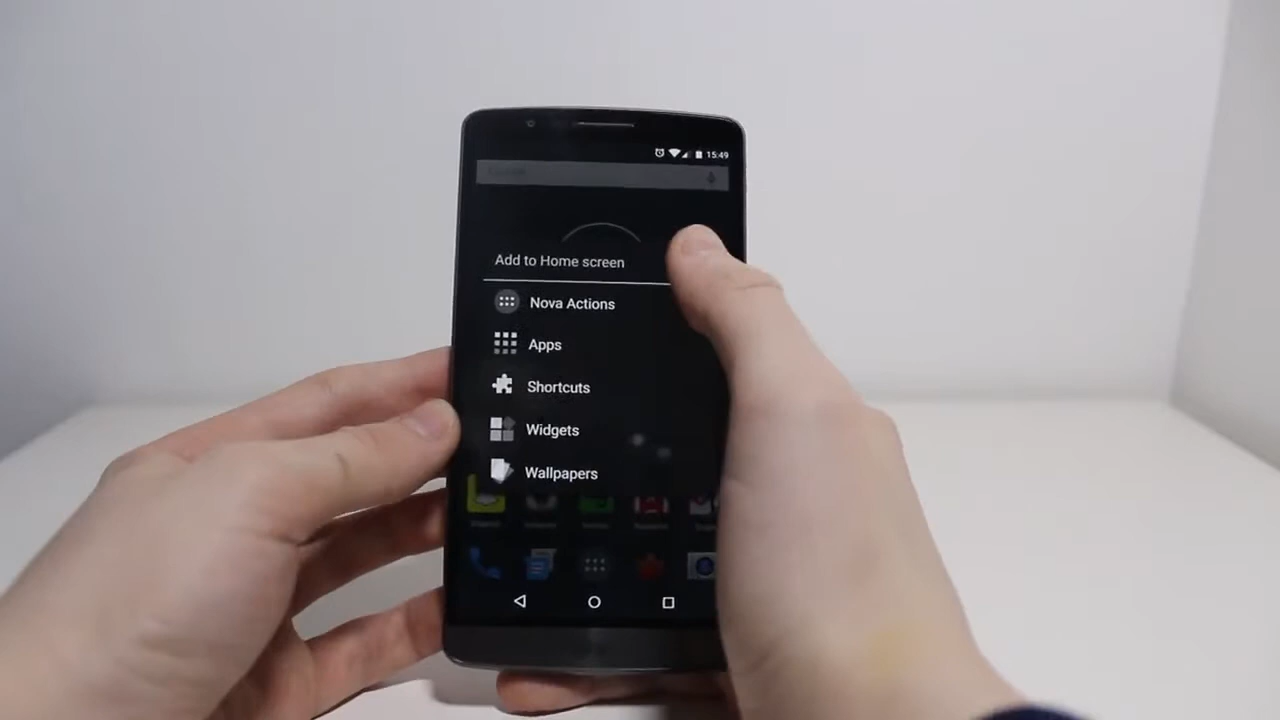 15:49
Add to Home screen
Nova Actions
Apps
Shortcuts
Widgets
Wallpapers